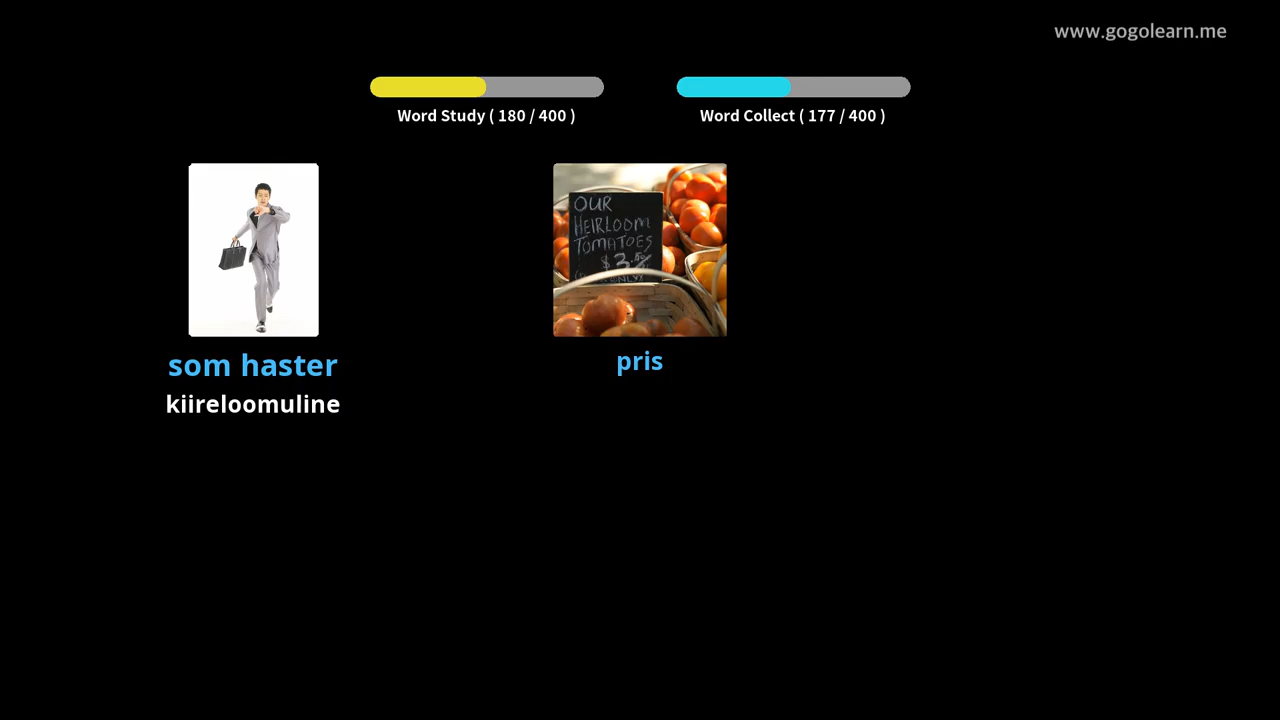 www.gogolearn.me
Word Study ( 180 / 400 )
Word Collect ( 177 / 400 )
OUR
HEIRLOOM
TOMATOES
som haster
kiireloomuline
pris